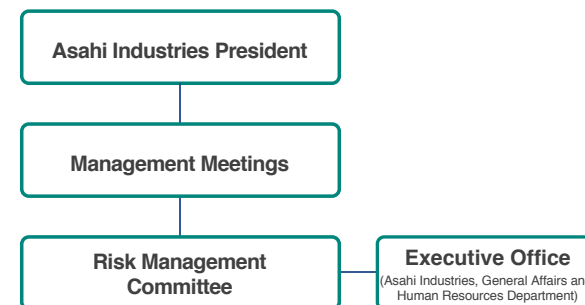 Asahi Industries President
Management Meetings
Risk Management
Committee
Executive Office
(Asahi Industries, General Affairs an
Human Resources Department)